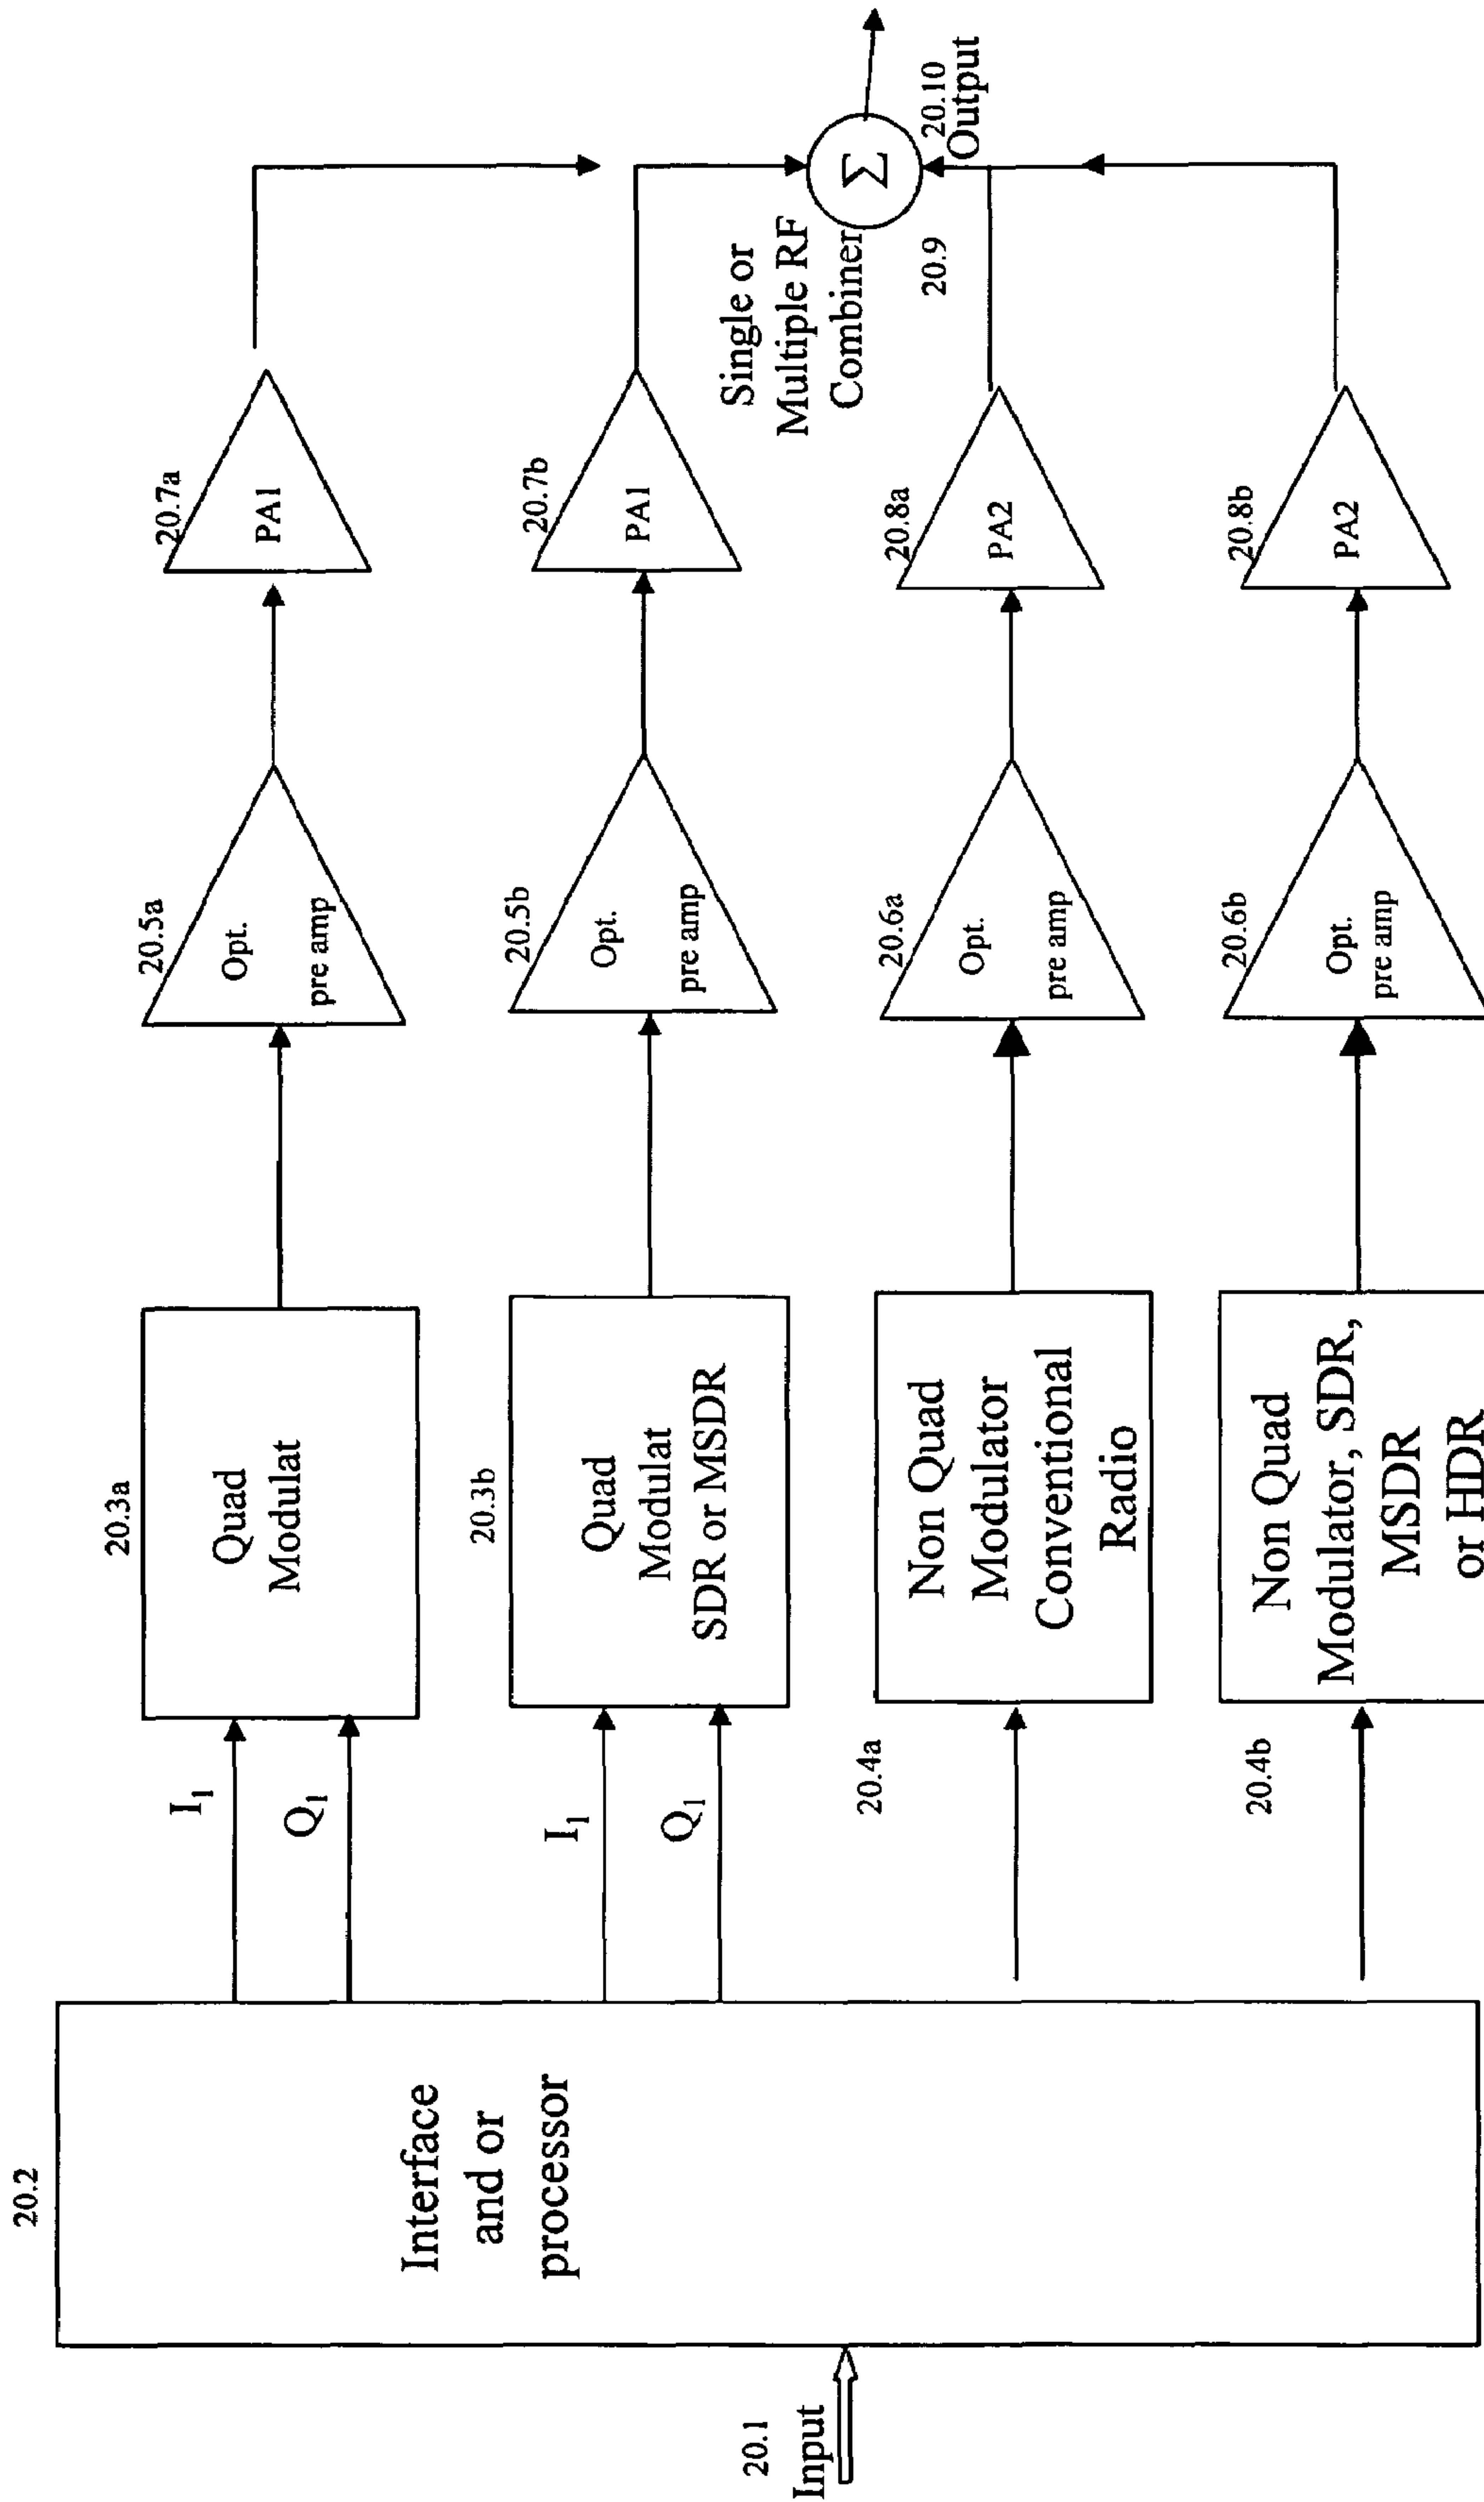 20.1
Input
20.2
Interface
and or
processor
I1
Q1
20.3a
Quad
Modulat
20.5a
Opt.
pre amp
20.7a
PA1
I1
Q1
20.3b
Quad
Modulat
SDR or MSDR
20.5b
Opt.
pre amp
20.7b
PA1
Single or
Multiple RF
Combiner
Σ
20.9
20.10
Output
20.4a
Non Quad
Modulator
Conventional
Radio
20.6a
Opt.
pre amp
20.8a
PA2
20.4b
Non Quad
Modulator, SDR,
MSDR
or HDR
20.6b
Opt.
pre amp
20.8b
PA2